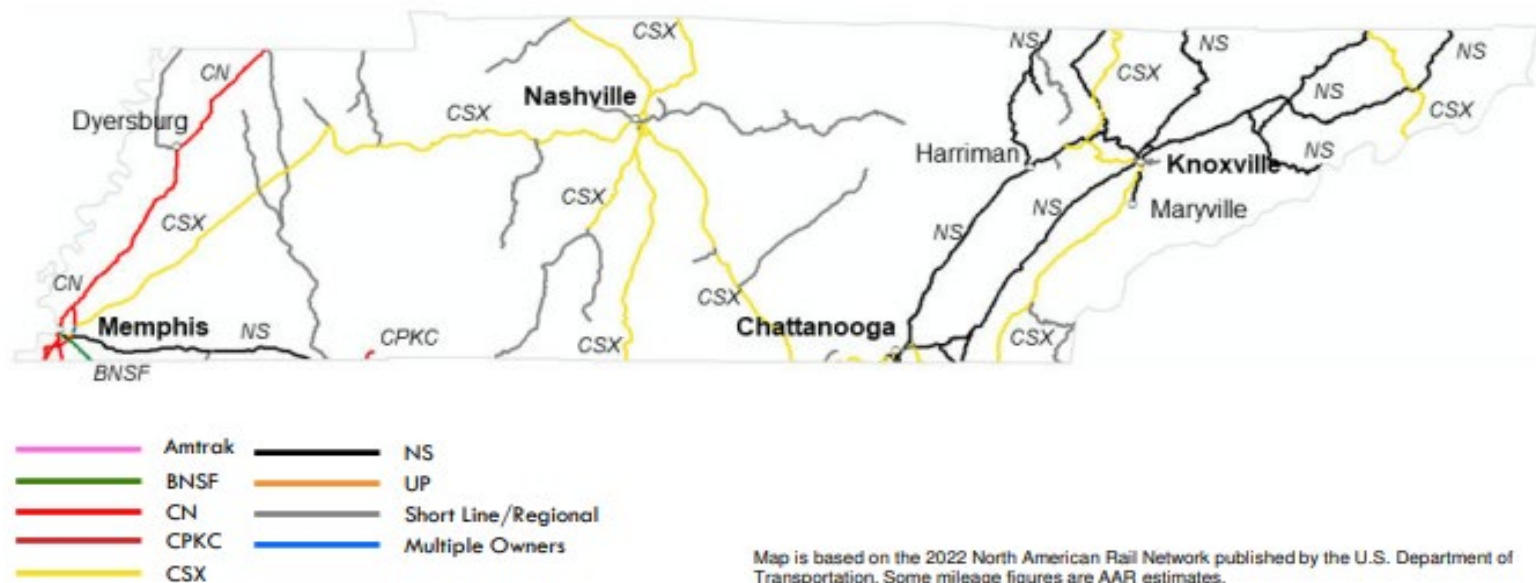 CSX
NS
NS
NS
CN
CSX
Nashville
NS
CSX
CSX
Dyersburg
Harriman
Knoxville
NS
CSX
NS
Maryville
CSX
NS
CN
CSX
Memphis
NS
CPKC
CSX
Chattanooga
CSX
BNSF
Amtrak
NS
BNSF
UP
CN
Short Line/Regional
CPKC
Multiple Owners
CSX
Map is based on the 2022 North American Rail Network published by the U.S. Department of
Transportation. Some mileage figures are AAR estimates.